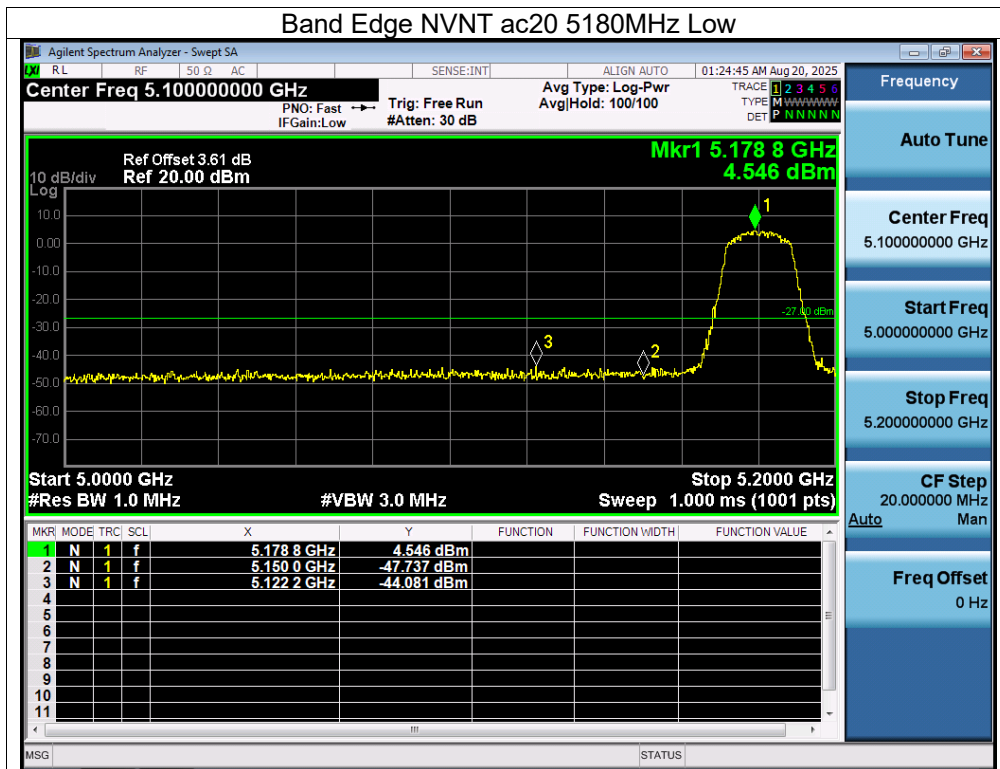 Band Edge NVNT ac20 5180MHz Low
Agilent Spectrum Analyzer - Swept SA
LXI RL RF 50 Ω AC SENSE:INT ALIGN AUTO 01:24:45 AM Aug 20, 2025
Center Freq 5.100000000 GHz
PNO: Fast
IFGain:Low
Trig: Free Run
#Atten: 30 dB
Avg Type: Log-Pwr
Avg|Hold: 100/100
TRACE 1 2 3 4 5 6
TYPE M WWWWW
DET P N N N N N
Mkr1 5.178 8 GHz
4.546 dBm
Ref Offset 3.61 dB
10 dB/div Ref 20.00 dBm
Log
10.0
0.00
-10.0
-20.0
-30.0
-40.0
-50.0
-60.0
-70.0
1
-27.00 dBm
3
2
Start 5.0000 GHz Stop 5.2000 GHz
#Res BW 1.0 MHz #VBW 3.0 MHz Sweep 1.000 ms (1001 pts)
MKR MODE TRC SCL X Y FUNCTION FUNCTION WIDTH FUNCTION VALUE
1 N 1 f 5.178 8 GHz 4.546 dBm
2 N 1 f 5.150 0 GHz -47.737 dBm
3 N 1 f 5.122 2 GHz -44.081 dBm
4
5
6
7
8
9
10
11
MSG STATUS
Frequency
Auto Tune
Center Freq
5.100000000 GHz
Start Freq
5.000000000 GHz
Stop Freq
5.200000000 GHz
CF Step
20.000000 MHz
Auto Man
Freq Offset
0 Hz